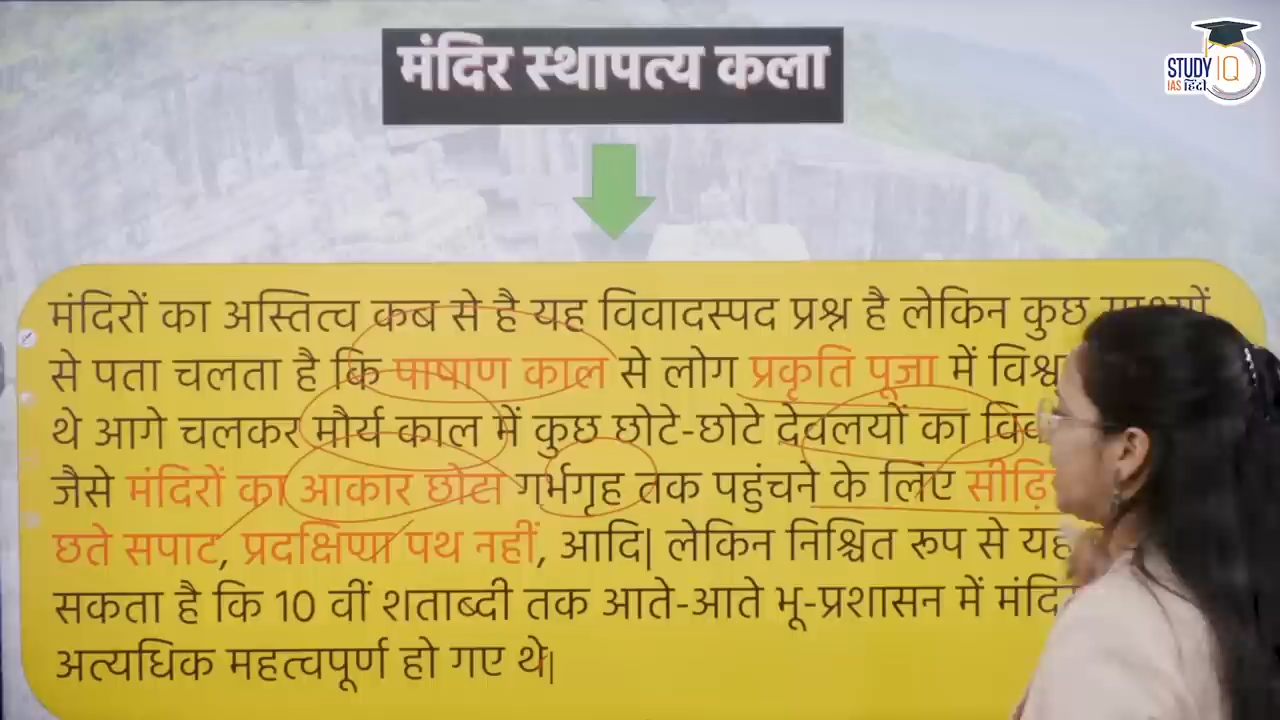 मंदिर स्थापत्य कला
STUDY IQ
IAS हिंदी
मंदिरों का अस्तित्व कब से है यह विवादस्पद प्रश्न है लेकिन कुछ
से पता चलता है कि पाषाण काल से लोग प्रकृति पूजा में
थे आगे चलकर मौर्य काल में कुछ छोटे-छोटे देवलयों का
जैसे मंदिरों का आकार छोटा गर्भगृह तक पहुंचने के लिए
छते सपाट, प्रदक्षिणा पथ नहीं, आदि| लेकिन निश्चित रूप से यह
सकता है कि 10 वीं शताब्दी तक आते-आते भू-प्रशासन में
अत्यधिक महत्वपूर्ण हो गए थे|